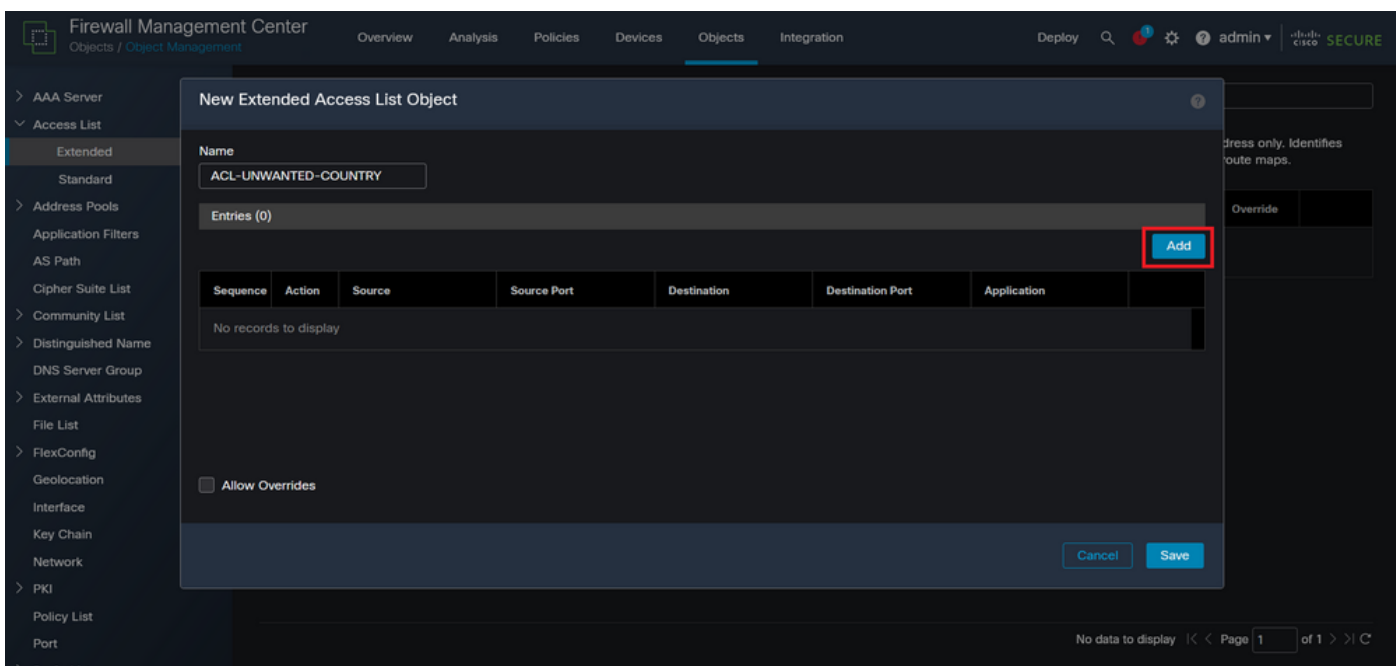 Firewall Management Center
Objects / Object Management
Overview Analysis Policies Devices Objects Integration
Deploy 1 admin cisco SECURE
AAA Server
Access List
Extended
Standard
Address Pools
Application Filters
AS Path
Cipher Suite List
Community List
Distinguished Name
DNS Server Group
External Attributes
File List
FlexConfig
Geolocation
Interface
Key Chain
Network
PKI
Policy List
Port
New Extended Access List Object
Name
ACL-UNWANTED-COUNTRY
Entries (0)
Add
Sequence Action Source Source Port Destination Destination Port Application
No records to display
Allow Overrides
Cancel Save
dress only. Identifies
route maps.
Override
No data to display |< < Page 1 of 1 > >|